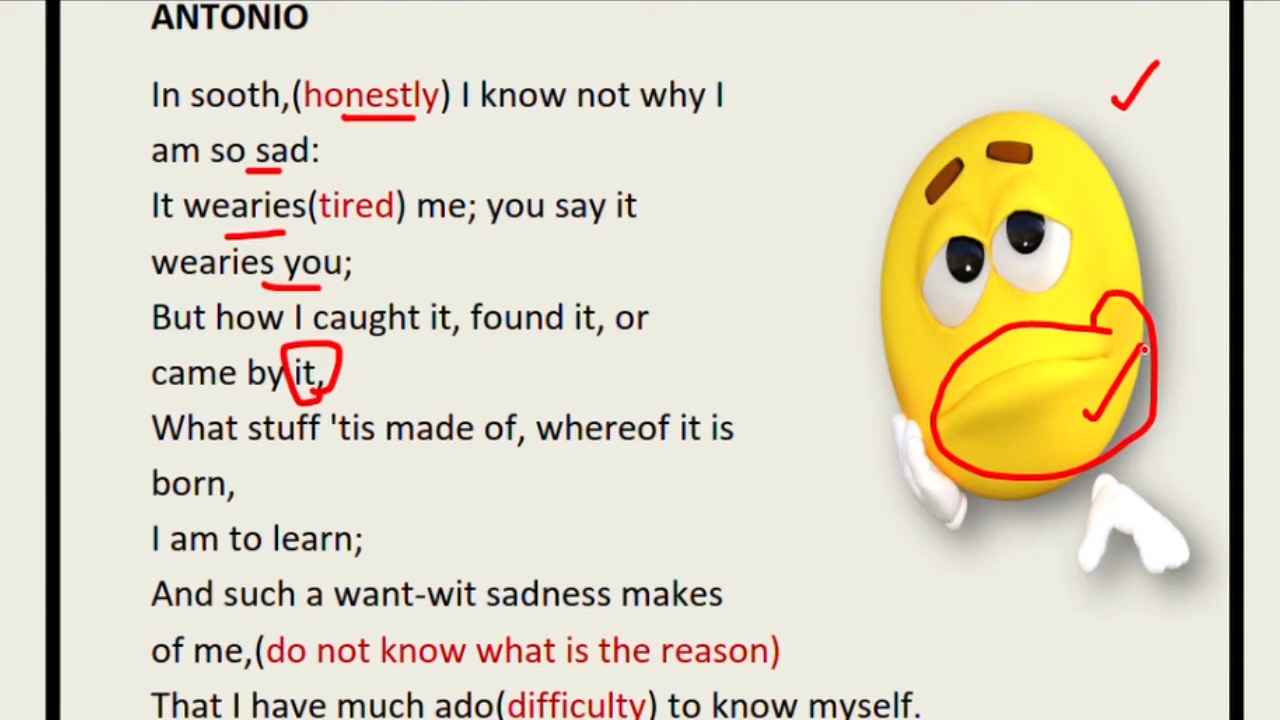 ANTONIO
In sooth,(honestly) I know not why I
am so sad:
It wearies(tired) me; you say it
wearies you;
But how I caught it, found it, or
came by it,
What stuff 'tis made of, whereof it is
born,
I am to learn;
And such a want-wit sadness makes
of me,(do not know what is the reason)
That I have much ado(difficulty) to know myself.